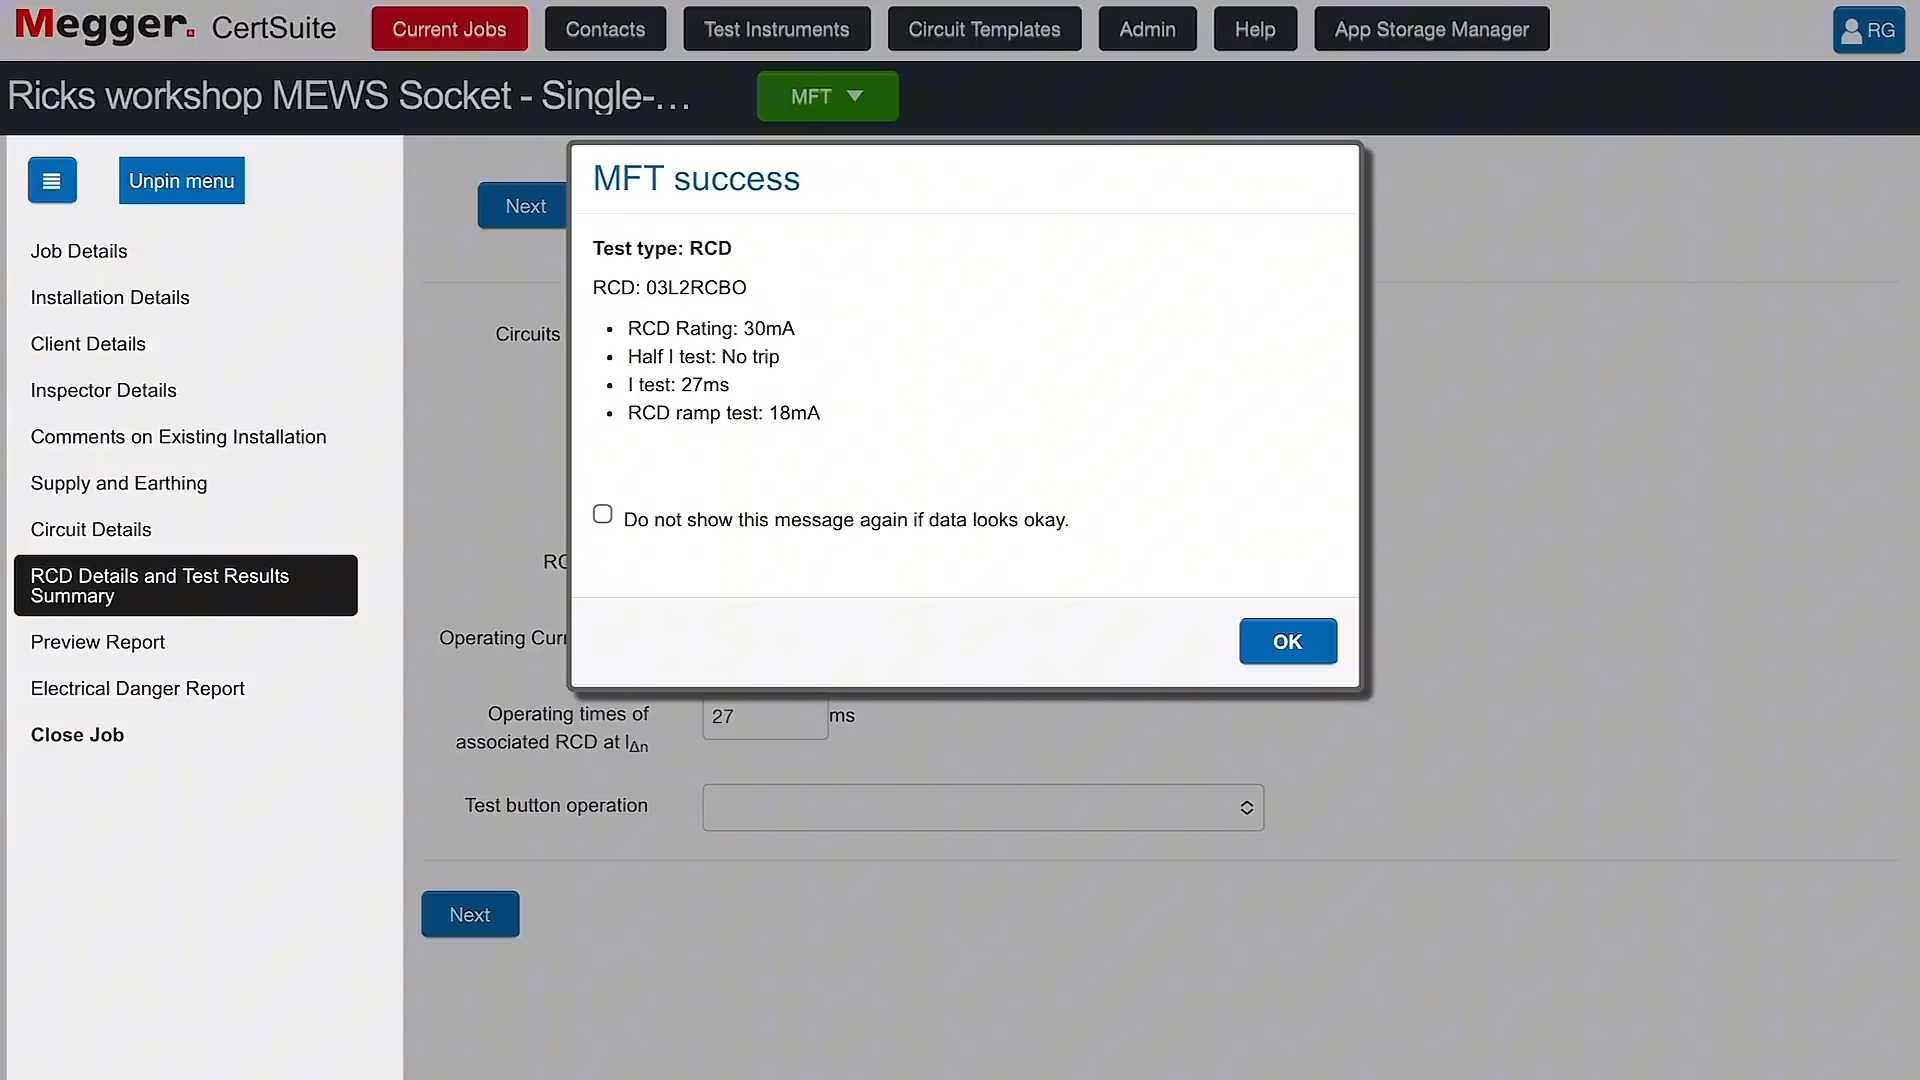 Megger. CertSuite
Current Jobs
Contacts
Test Instruments
Circuit Templates
Admin
Help
App Storage Manager
RG
Ricks workshop MEWS Socket - Single-...
MFT
Unpin menu
Job Details
Installation Details
Client Details
Inspector Details
Comments on Existing Installation
Supply and Earthing
Circuit Details
RCD Details and Test Results
Summary
Preview Report
Electrical Danger Report
Close Job
Next
Circuits
MFT success
Test type: RCD
RCD: 03L2RCBO
• RCD Rating: 30mA
• Half I test: No trip
• I test: 27ms
• RCD ramp test: 18mA
Do not show this message again if data looks okay.
OK
Operating times of
associated RCD at IΔn
27 ms
Test button operation
Next